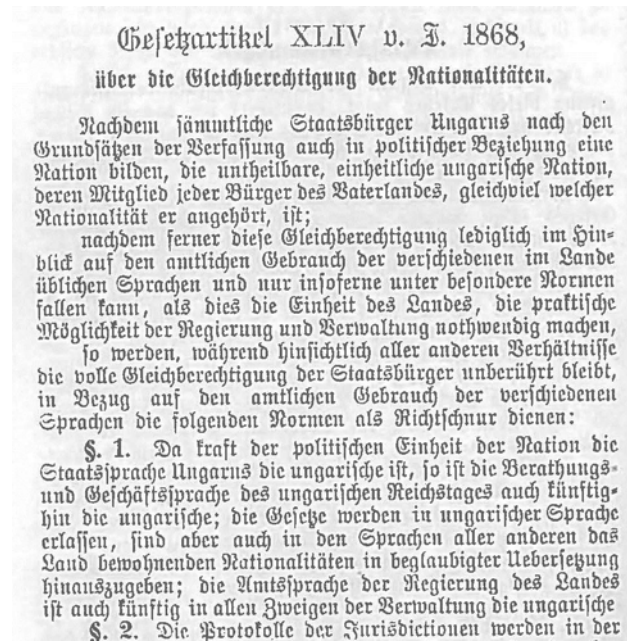 Gesetzartikel XLIV v. J. 1868,
über die Gleichberechtigung der Nationalitäten.
Nachdem sämmtliche Staatsbürger Ungarns nach den
Grundsätzen der Verfassung auch in politischer Beziehung eine
Nation bilden, die untheilbare, einheitliche ungarische Nation,
deren Mitglied jeder Bürger des Vaterlandes, gleichviel welcher
Nationalität er angehört, ist;
nachdem ferner diese Gleichberechtigung lediglich im Hin-
blick auf den amtlichen Gebrauch der verschiedenen im Lande
üblichen Sprachen und nur insoferne unter besondere Normen
fallen kann, als dies die Einheit des Landes, die praktische
Möglichkeit der Regierung und Verwaltung nothwendig machen,
so werden, während hinsichtlich aller anderen Verhältnisse
die volle Gleichberechtigung der Staatsbürger unberührt bleibt,
in Bezug auf den amtlichen Gebrauch der verschiedenen
Sprachen die folgenden Normen als Richtschnur dienen:
§. 1. Da kraft der politischen Einheit der Nation die
Staatssprache Ungarns die ungarische ist, so ist die Berathungs-
und Geschäftssprache des ungarischen Reichstages auch künftig-
hin die ungarische; die Gesetze werden in ungarischer Sprache
erlassen, sind aber auch in den Sprachen aller anderen das
Land bewohnenden Nationalitäten in beglaubigter Uebersetzung
hinauszugeben; die Amtssprache der Regierung des Landes
ist auch künftig in allen Zweigen der Verwaltung die ungarische
§. 2. Die Protokolle der Jurisdictionen werden in der